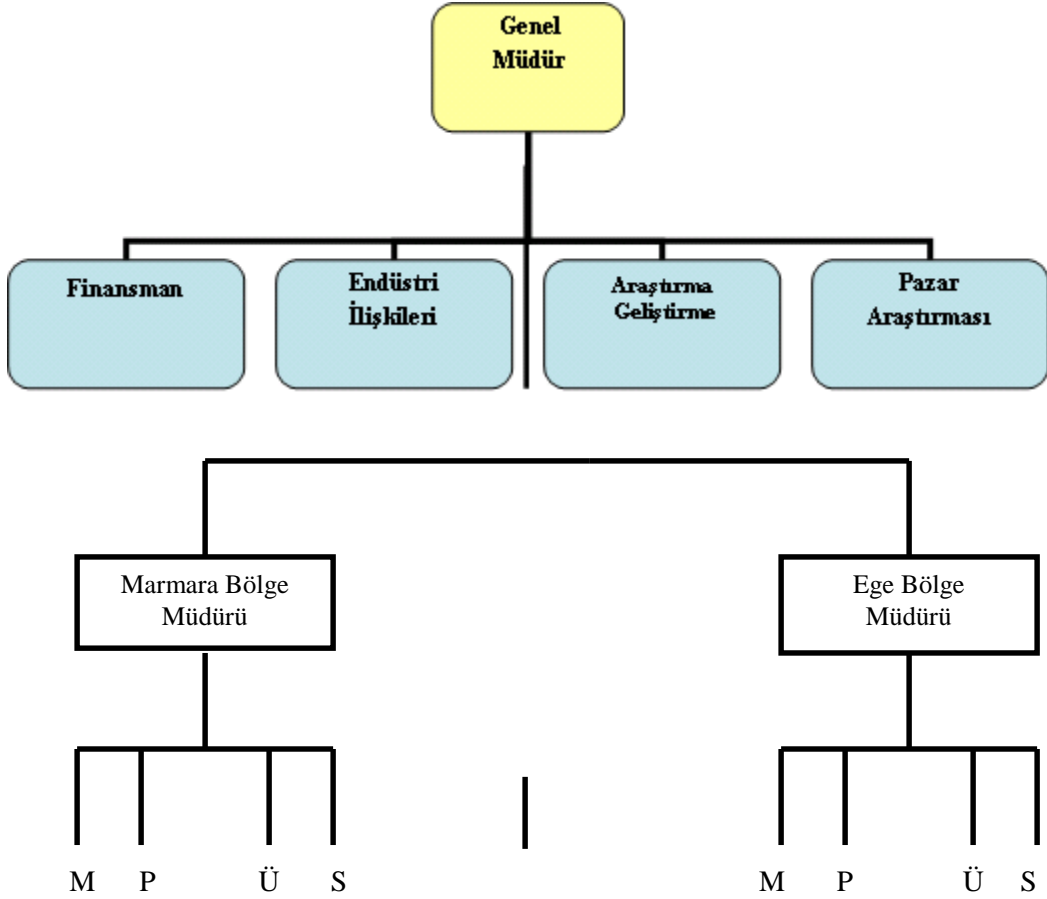 Genel
Müdür
Finansman
Endüstri
İlişkileri
Araştırma
Geliştirme
Pazar
Araştırması
Marmara Bölge
Müdürü
Ege Bölge
Müdürü
M P Ü S
M P Ü S